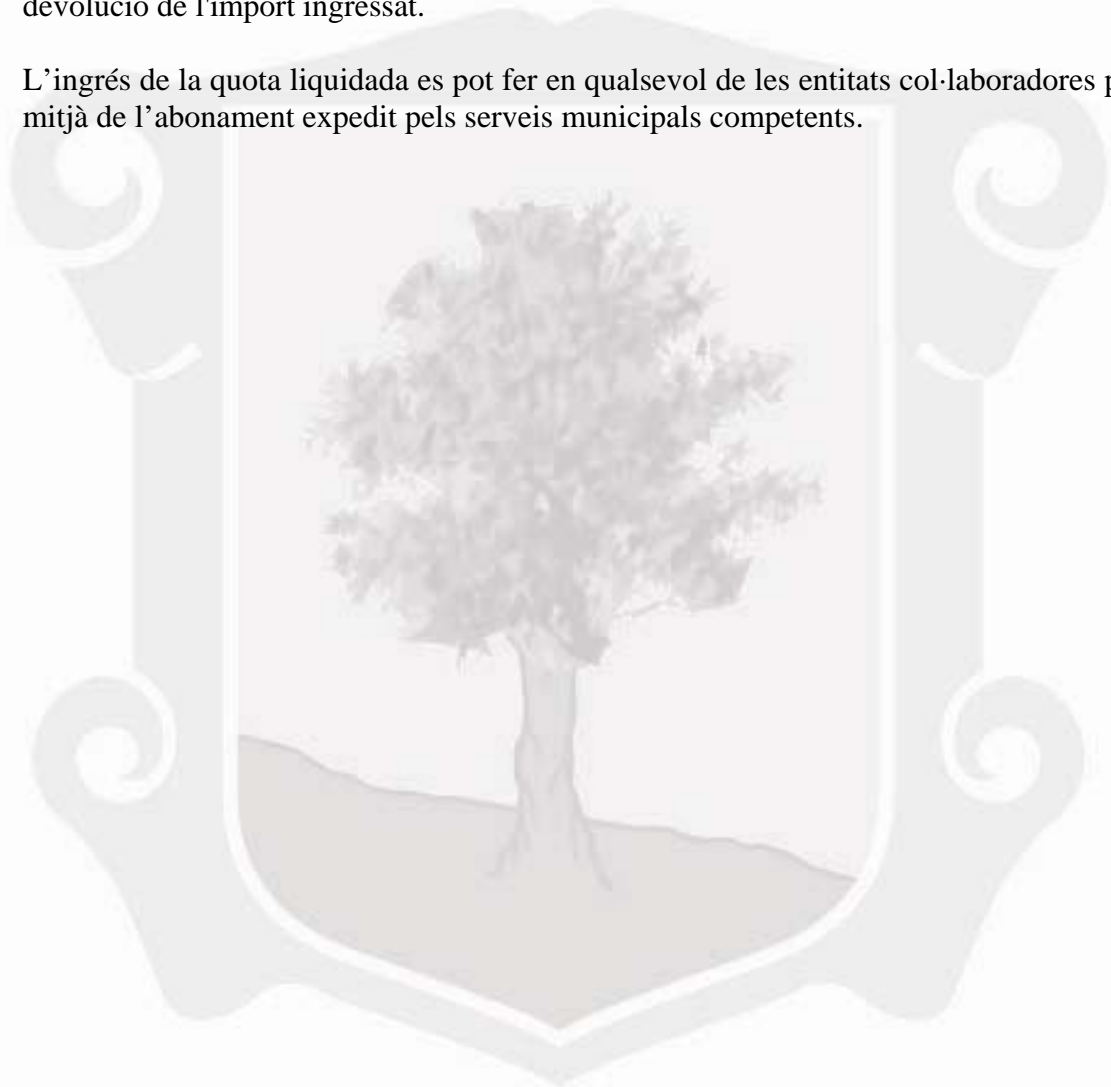 devolució de l'import ingressat.
L’ingrés de la quota liquidada es pot fer en qualsevol de les entitats col·laboradores
mitjà de l’abonament expedit pels serveis municipals competents.